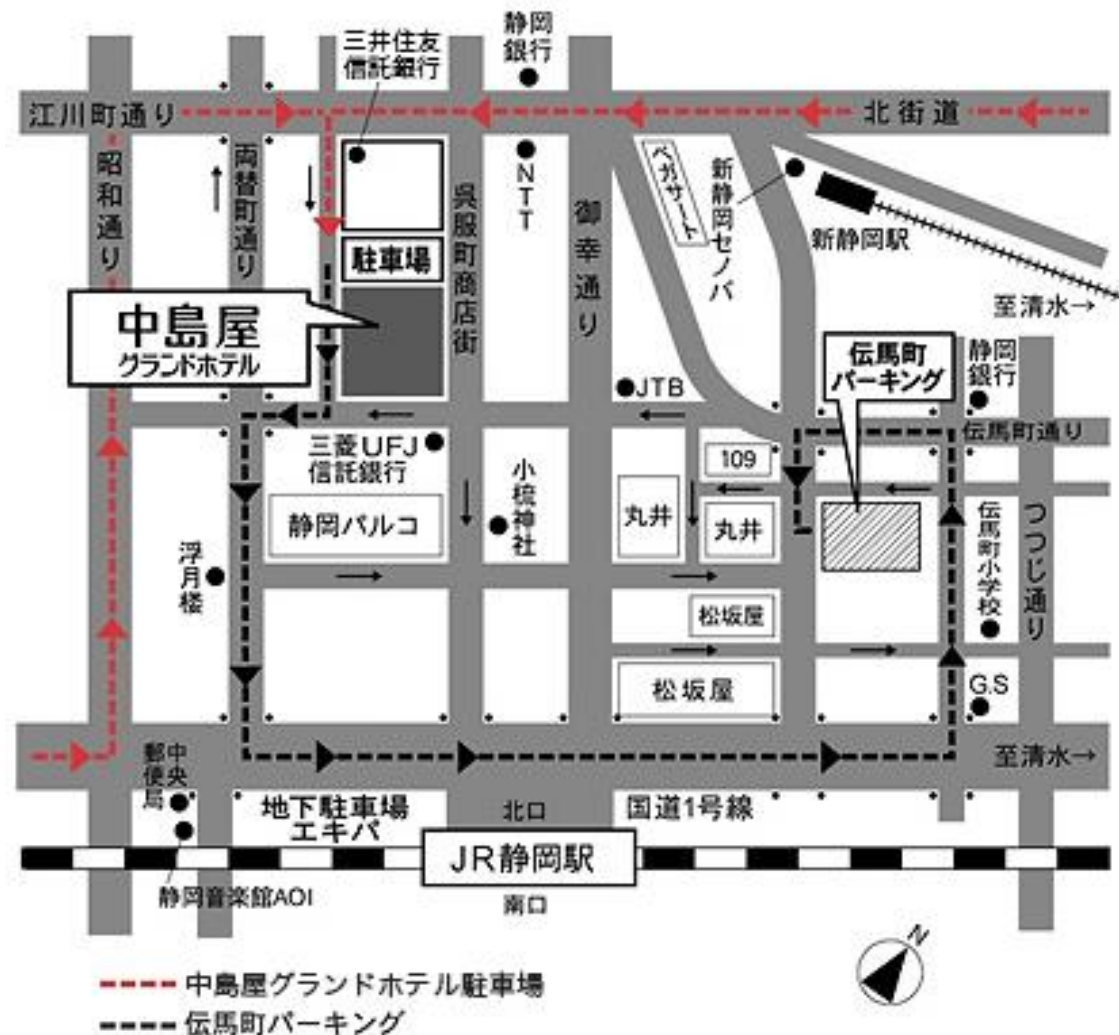 静岡
銀行
三井住友
信託銀行
江川町通り
北街道
昭和通り
両替町通り
呉服町商店街
NTT
御幸通り
ペガサート
新静岡セノバ
新静岡駅
至清水→
駐車場
中島屋
グランドホテル
伝馬町
パーキング
静岡
銀行
JTB
伝馬町通り
三菱UFJ
信託銀行
109
小梳神社
静岡パルコ
丸井
丸井
伝馬町小学校
つつじ通り
浮月楼
松坂屋
松坂屋
G.S
中央
郵便局
至清水→
地下駐車場
エキパ
北口
国道1号線
JR静岡駅
静岡音楽館AOI
南口
N
中島屋グランドホテル駐車場
伝馬町パーキング